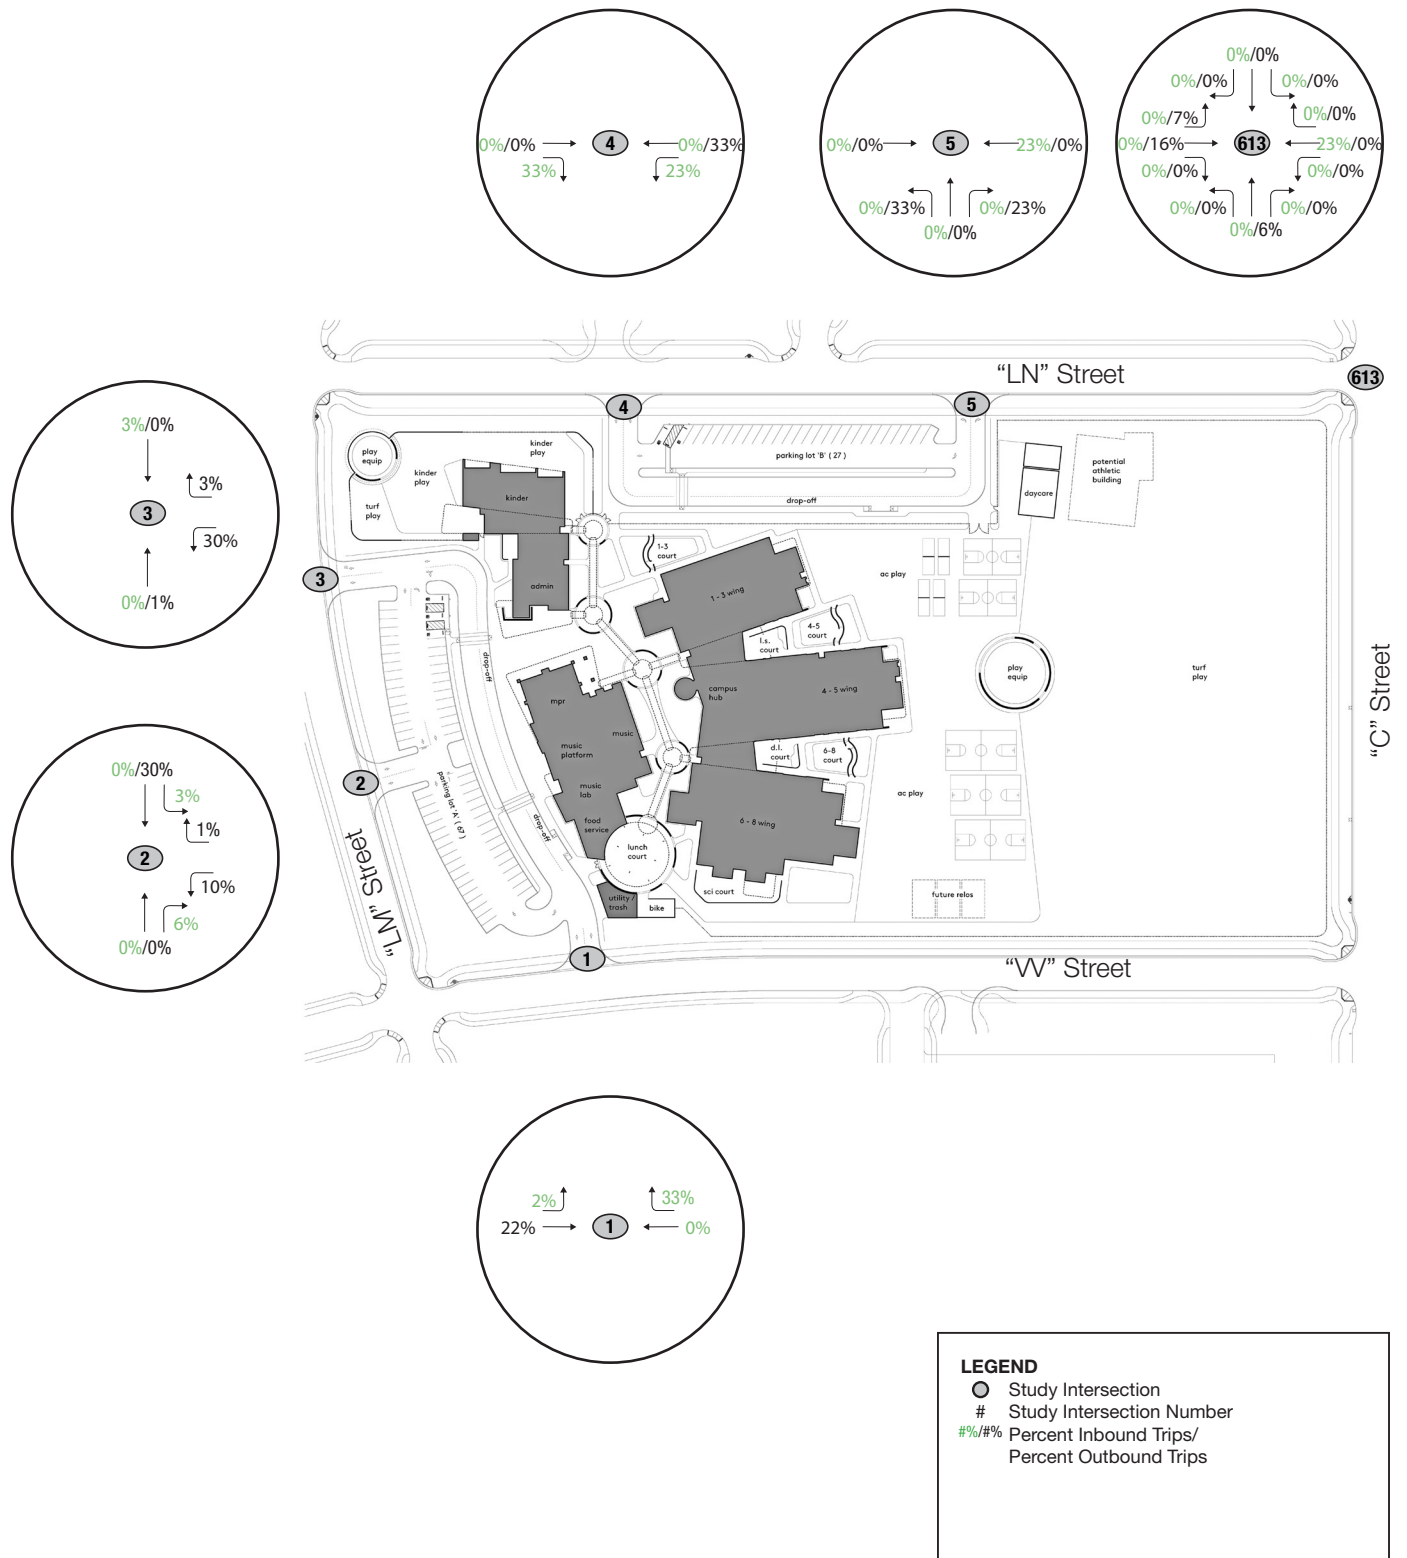 0%/0%
4
0%/33%
33%
23%
0%/0%
5
23%/0%
0%/33%
0%/23%
0%/0%
0%/0%
0%/0%
0%/0%
0%/7%
0%/0%
0%/16%
613
23%/0%
0%/0%
0%/0%
0%/0%
0%/0%
0%/6%
"LN" Street
613
4
5
3%/0%
3%
3
30%
0%/1%
play
equip
kinder
play
kinder
play
turf
play
kinder
admin
parking lot 'B' ( 27 )
drop-off
daycare
potential
athletic
building
1-3
court
1 - 3 wing
ac play
3
drop-off
l.s.
court
4-5
court
campus
hub
4 - 5 wing
play
equip
turf
play
"C" Street
mpr
music
music
platform
music
lab
food
service
d.l.
court
6-8
court
6 - 8 wing
ac play
0%/30%
3%
1%
2
10%
6%
0%/0%
2
"LM" Street
parking lot 'A' ( 67 )
drop-off
lunch
court
sci court
utility /
trash
bike
future relos
1
"VV" Street
2%
33%
22%
1
0%
LEGEND
Study Intersection
# Study Intersection Number
#%/#% Percent Inbound Trips/
Percent Outbound Trips